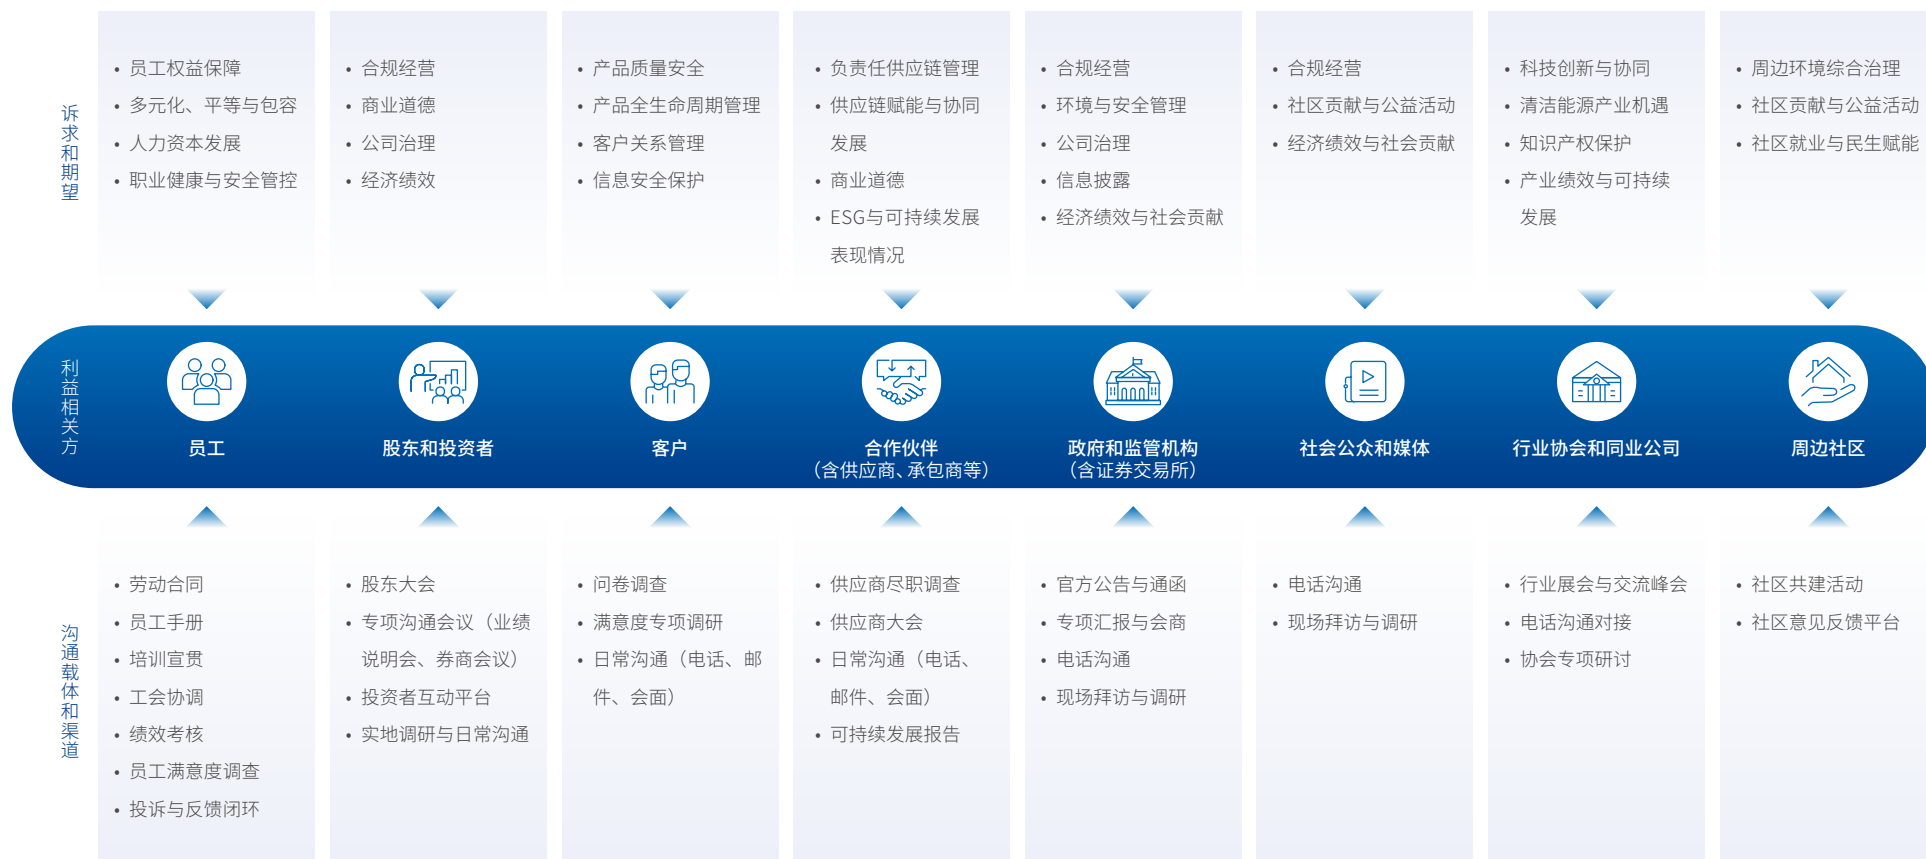 诉求和期望
• 员工权益保障
• 多元化、平等与包容
• 人力资本发展
• 职业健康与安全管控
• 合规经营
• 商业道德
• 公司治理
• 经济绩效
• 产品质量安全
• 产品全生命周期管理
• 客户关系管理
• 信息安全保护
• 负责任供应链管理
• 供应链赋能与协同
发展
• 商业道德
• ESG与可持续发展
表现情况
• 合规经营
• 环境与安全管理
• 公司治理
• 信息披露
• 经济绩效与社会贡献
• 合规经营
• 社区贡献与公益活动
• 经济绩效与社会贡献
• 科技创新与协同
• 清洁能源产业机遇
• 知识产权保护
• 产业绩效与可持续
发展
• 周边环境综合治理
• 社区贡献与公益活动
• 社区就业与民生赋能
利益相关方
员工
股东和投资者
客户
合作伙伴
（含供应商、承包商等）
政府和监管机构
（含证券交易所）
社会公众和媒体
行业协会和同业公司
周边社区
沟通载体和渠道
• 劳动合同
• 员工手册
• 培训宣贯
• 工会协调
• 绩效考核
• 员工满意度调查
• 投诉与反馈闭环
• 股东大会
• 专项沟通会议（业绩
说明会、券商会议）
• 投资者互动平台
• 实地调研与日常沟通
• 问卷调查
• 满意度专项调研
• 日常沟通（电话、邮
件、会面）
• 供应商尽职调查
• 供应商大会
• 日常沟通（电话、
邮件、会面）
• 可持续发展报告
• 官方公告与通函
• 专项汇报与会商
• 电话沟通
• 现场拜访与调研
• 电话沟通
• 现场拜访与调研
• 行业展会与交流峰会
• 电话沟通对接
• 协会专项研讨
• 社区共建活动
• 社区意见反馈平台